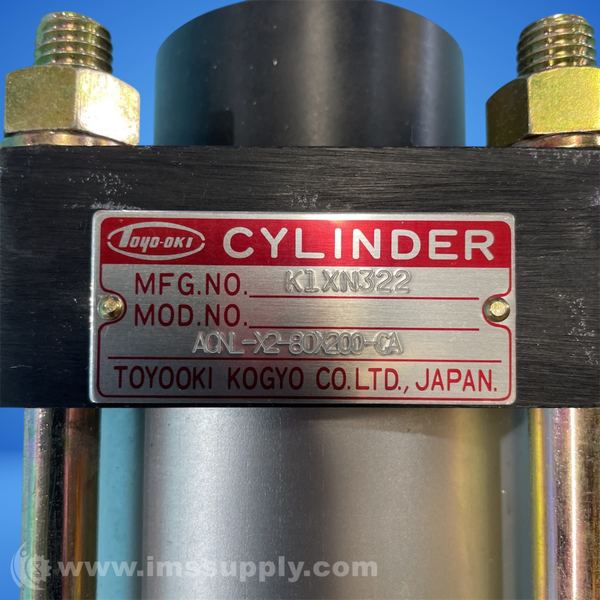 TOYO-OKI CYLINDER
MFG.NO. K1XN322
MOD.NO.
ACNL-X2-80X200-CA
TOYOOKI KOGYO CO.LTD., JAPAN.
www.imssupply.com